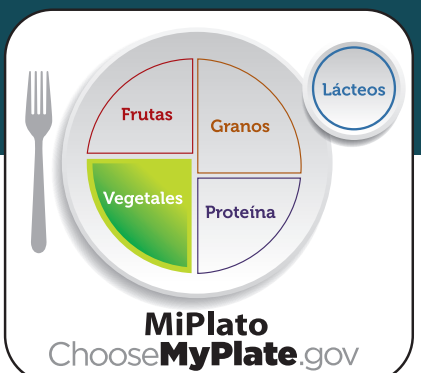 Lácteos
Frutas
Granos
Vegetales
Proteína
MiPlato
ChooseMyPlate.gov